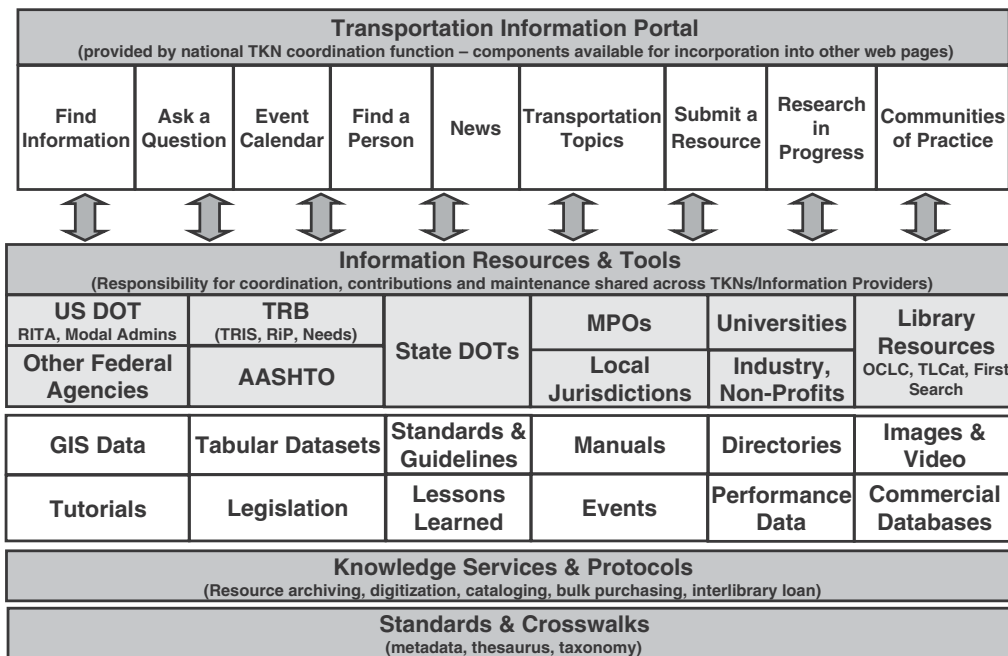 Transportation Information Portal
(provided by national TKN coordination function – components available for incorporation into other web pages)
Find
Information
Ask a
Question
Event
Calendar
Find a
Person
News
Transportation
Topics
Submit a
Resource
Research
in
Progress
Communities
of Practice
Information Resources & Tools
(Responsibility for coordination, contributions and maintenance shared across TKNs/Information Providers)
US DOT
RITA, Modal Admins
TRB
(TRIS, RiP, Needs)
State DOTs
MPOs
Universities
Library
Resources
OCLC, TLCat, First
Search
Other Federal
Agencies
AASHTO
Local
Jurisdictions
Industry,
Non-Profits
GIS Data
Tabular Datasets
Standards &
Guidelines
Manuals
Directories
Images &
Video
Tutorials
Legislation
Lessons
Learned
Events
Performance
Data
Commercial
Databases
Knowledge Services & Protocols
(Resource archiving, digitization, cataloging, bulk purchasing, interlibrary loan)
Standards & Crosswalks
(metadata, thesaurus, taxonomy)